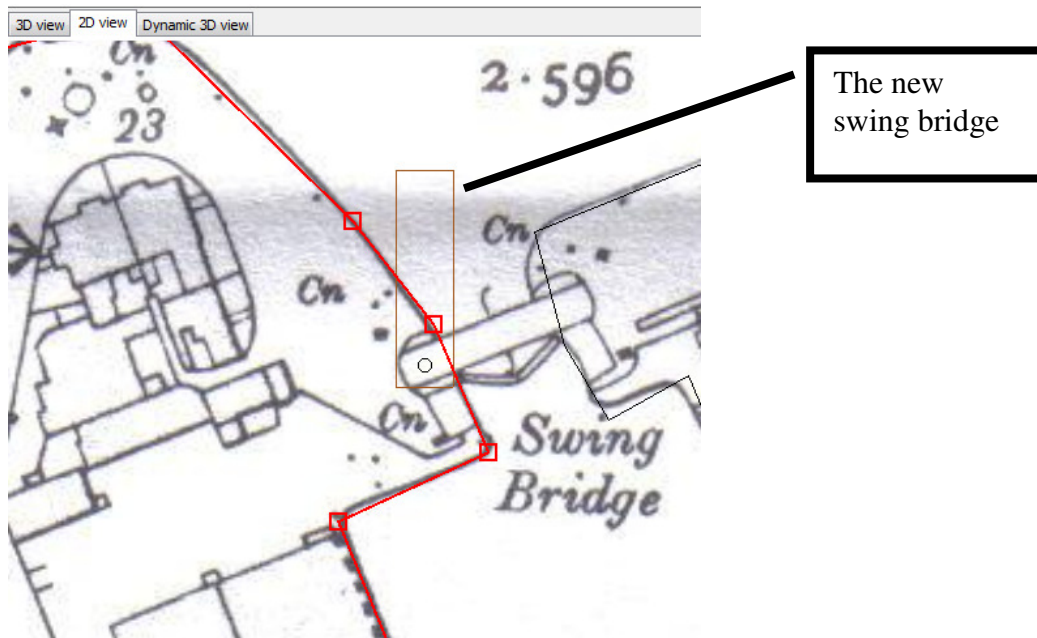 3D view 2D view Dynamic 3D view
Cn
2·596
The new
swing bridge
23
Cn
Cn
Cn
Swing
Bridge